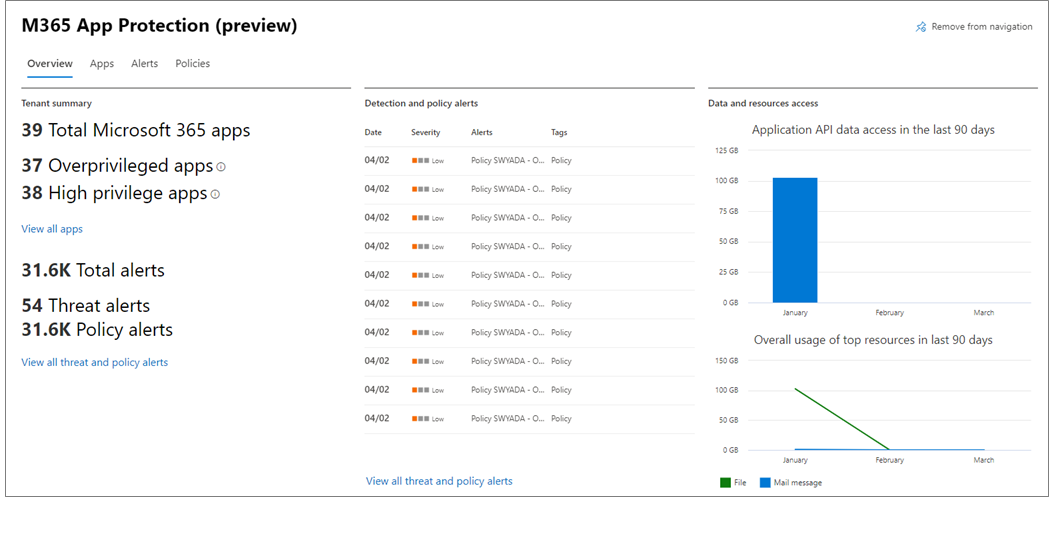 M365 App Protection (preview)
Remove from navigation
Overview Apps Alerts Policies
Tenant summary
39 Total Microsoft 365 apps
37 Overprivileged apps
38 High privilege apps
View all apps
31.6K Total alerts
54 Threat alerts
31.6K Policy alerts
View all threat and policy alerts
Detection and policy alerts
Date Severity Alerts Tags
04/02 Low Policy SWYADA - O... Policy
04/02 Low Policy SWYADA - O... Policy
04/02 Low Policy SWYADA - O... Policy
04/02 Low Policy SWYADA - O... Policy
04/02 Low Policy SWYADA - O... Policy
04/02 Low Policy SWYADA - O... Policy
04/02 Low Policy SWYADA - O... Policy
04/02 Low Policy SWYADA - O... Policy
04/02 Low Policy SWYADA - O... Policy
04/02 Low Policy SWYADA - O... Policy
View all threat and policy alerts
Data and resources access
Application API data access in the last 90 days
125 GB
100 GB
75 GB
50 GB
25 GB
0 GB
January February March
Overall usage of top resources in last 90 days
150 GB
100 GB
50 GB
0 GB
January February March
File Mail message